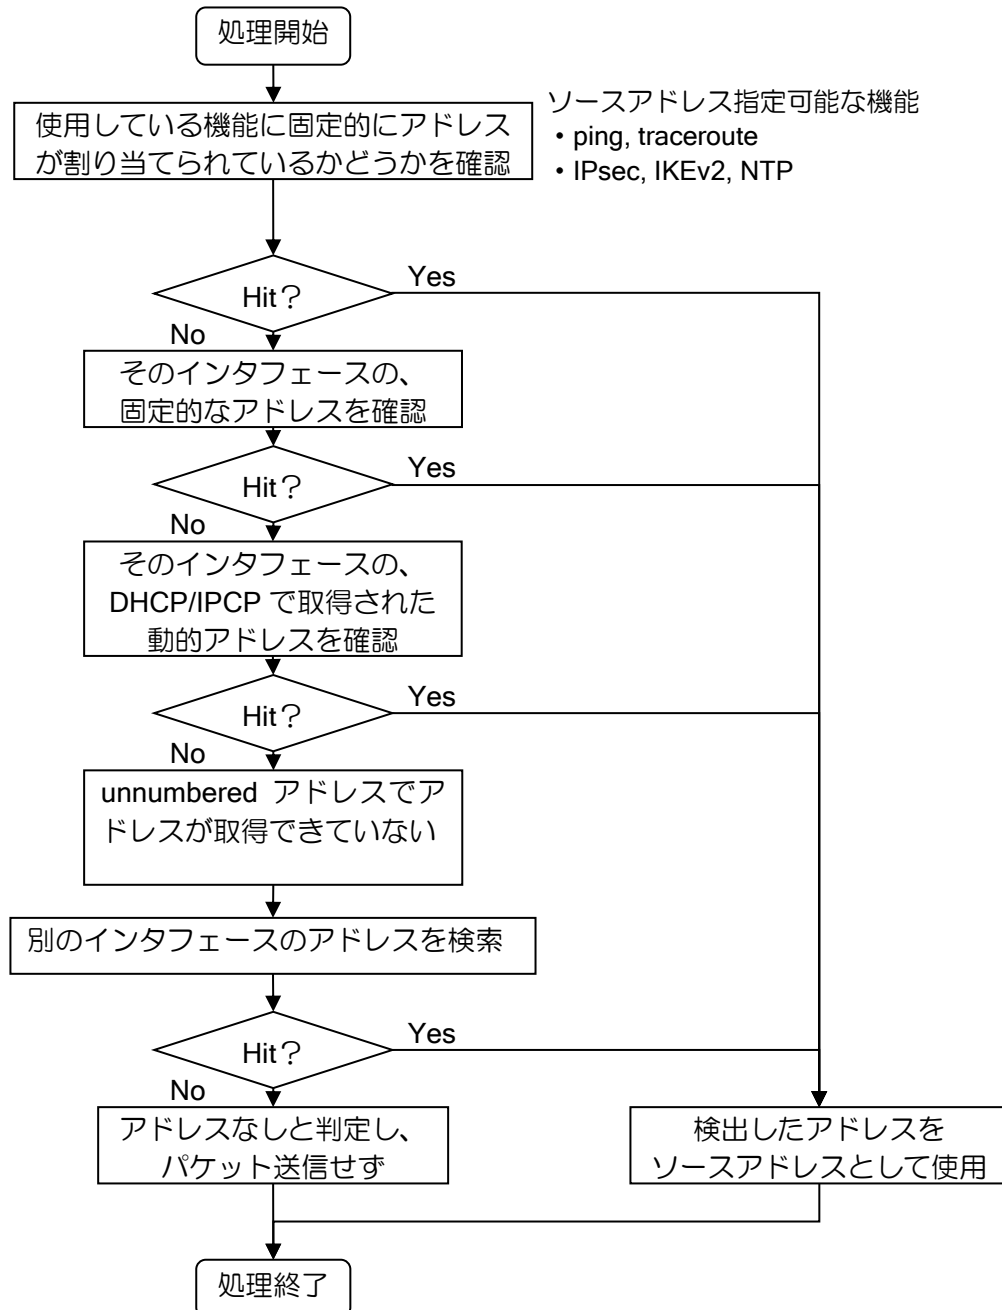 処理開始
使用している機能に固定的にアドレス
が割り当てられているかどうかを確認
ソースアドレス指定可能な機能
・ping, traceroute
・IPsec, IKEv2, NTP
Hit？
Yes
No
そのインタフェースの、
固定的なアドレスを確認
Hit？
Yes
No
そのインタフェースの、
DHCP/IPCP で取得された
動的アドレスを確認
Hit？
Yes
No
unnumbered アドレスでア
ドレスが取得できていない
別のインタフェースのアドレスを検索
Hit？
Yes
No
アドレスなしと判定し、
パケット送信せず
検出したアドレスを
ソースアドレスとして使用
処理終了